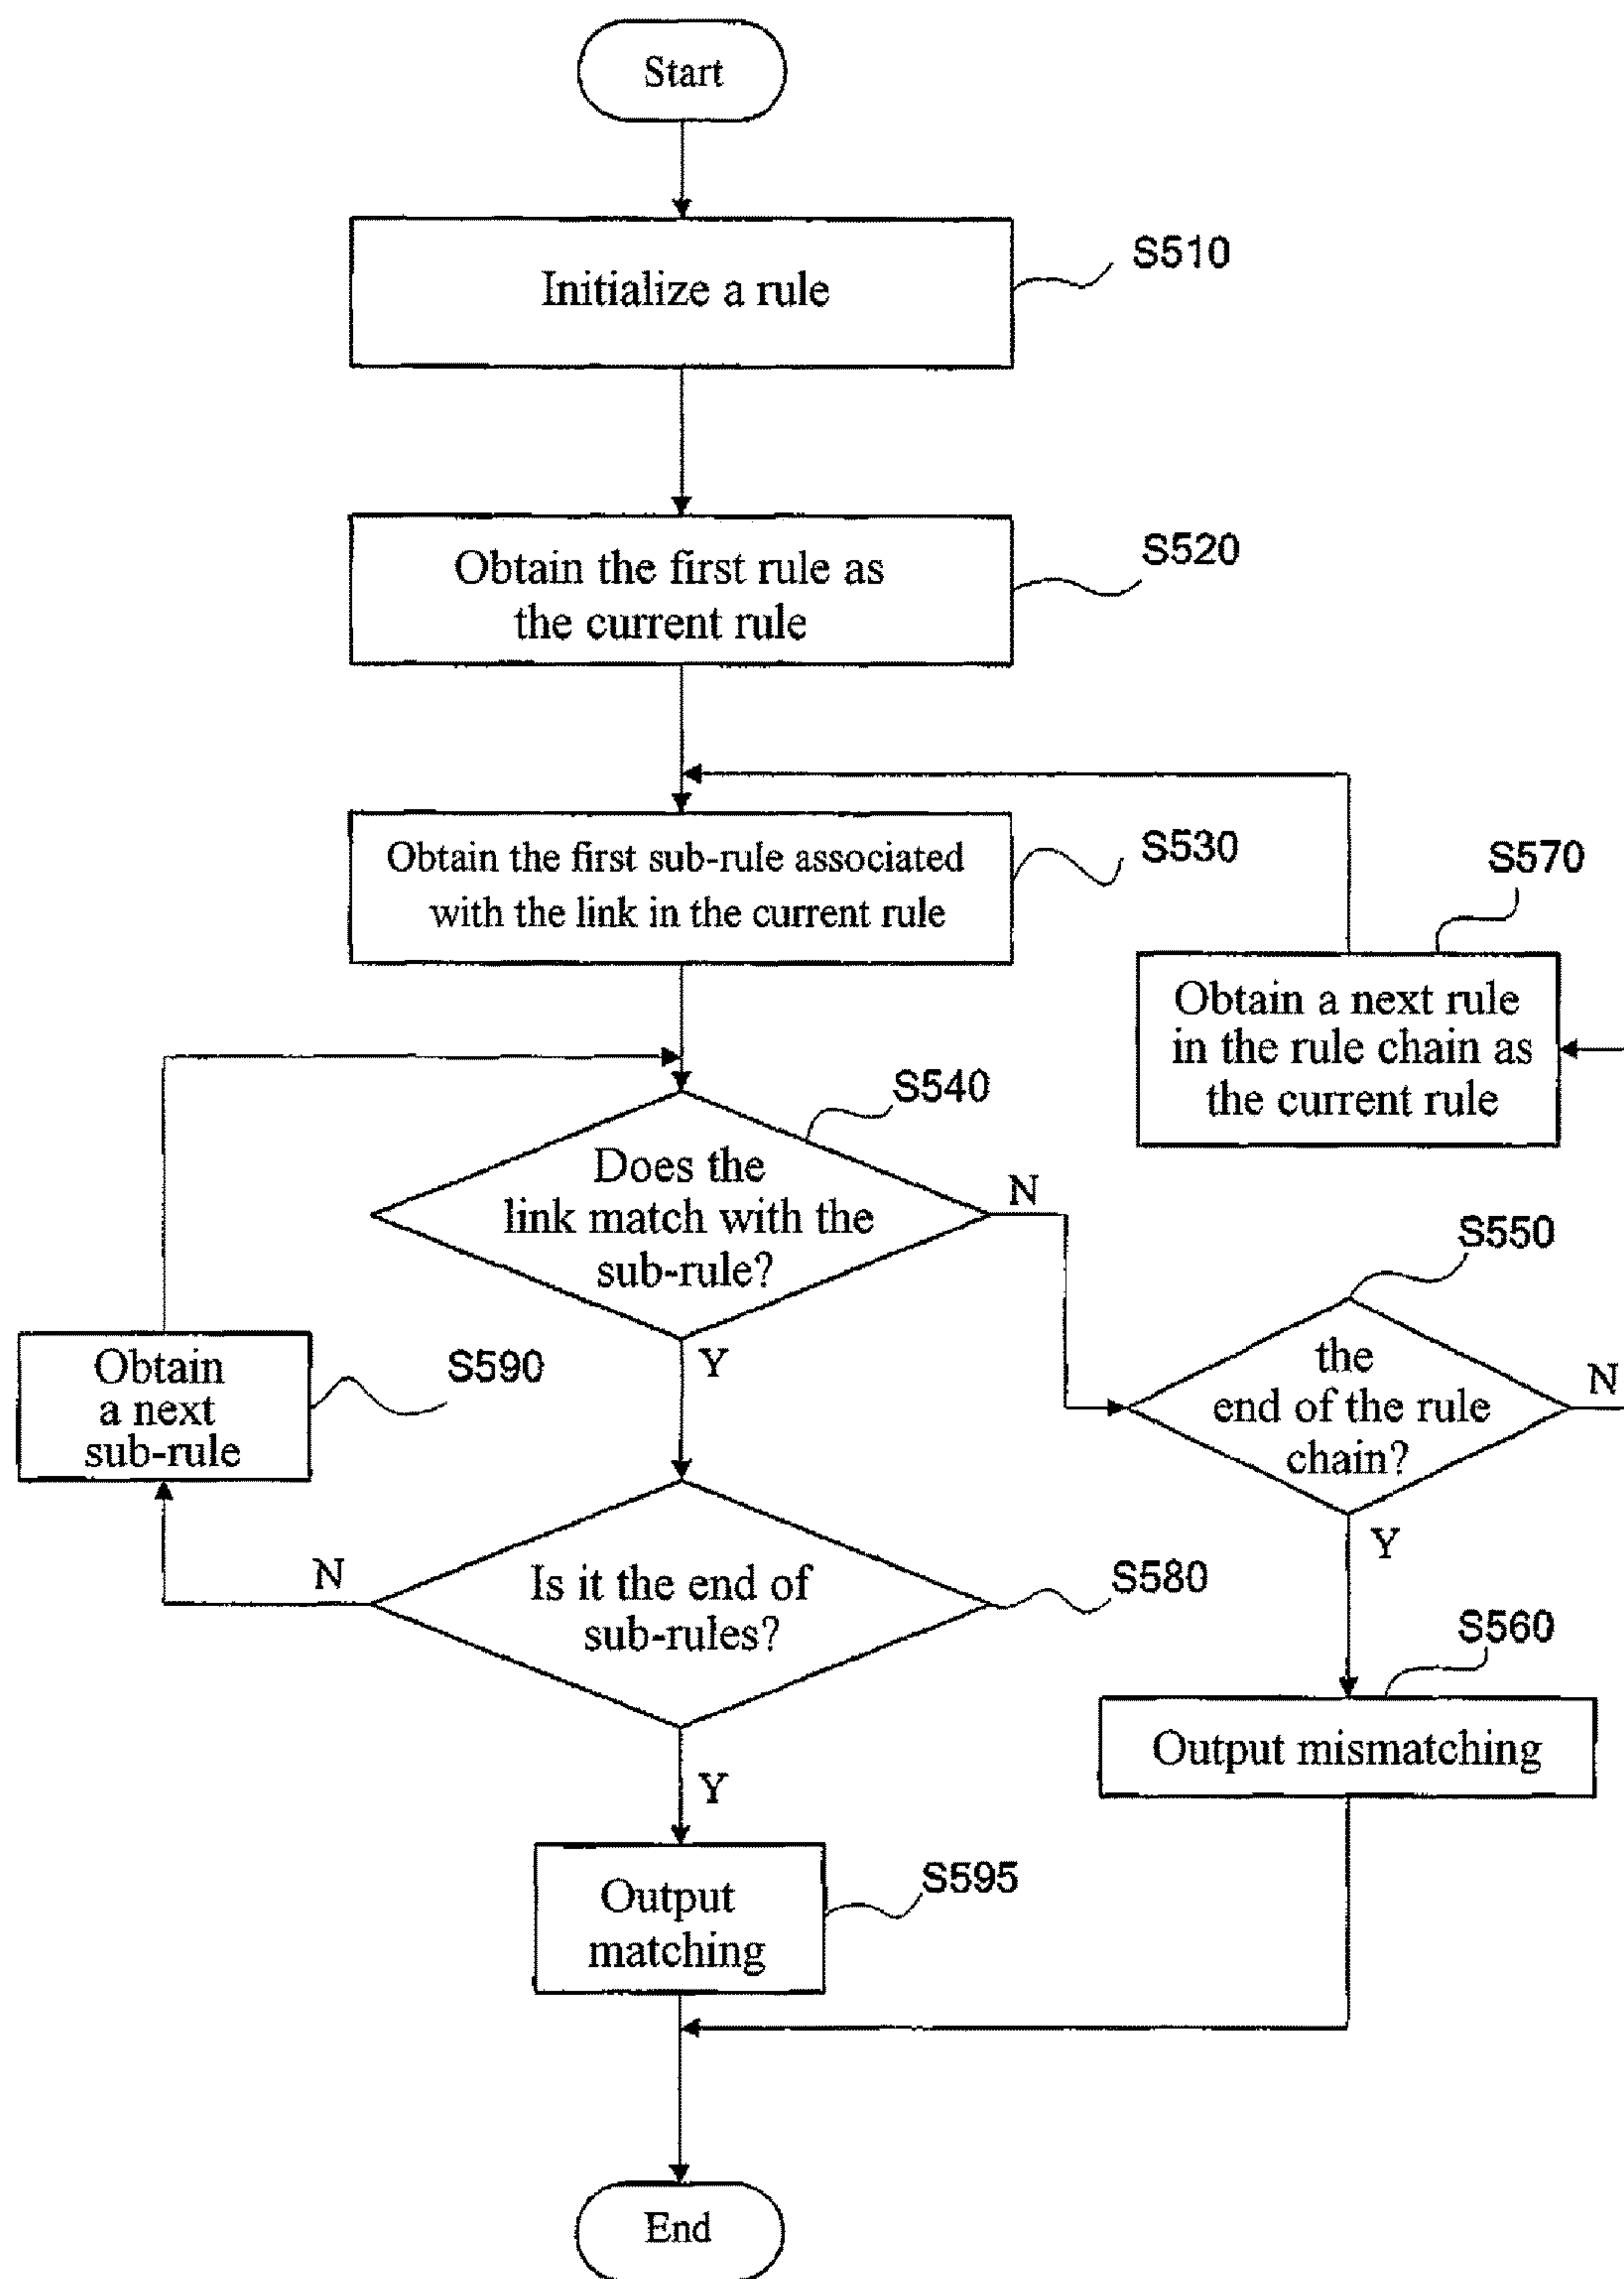 Start
Initialize a rule
S510
Obtain the first rule as
the current rule
S520
Obtain the first sub-rule associated
with the link in the current rule
S530
S570
Obtain a next rule
in the rule chain as
the current rule
S540
Does the
link match with the
sub-rule?
N
Y
S550
the
end of the rule
chain?
N
Y
Obtain
a next
sub-rule
S590
N
Is it the end of
sub-rules?
S580
Y
S560
Output mismatching
Output
matching
S595
End